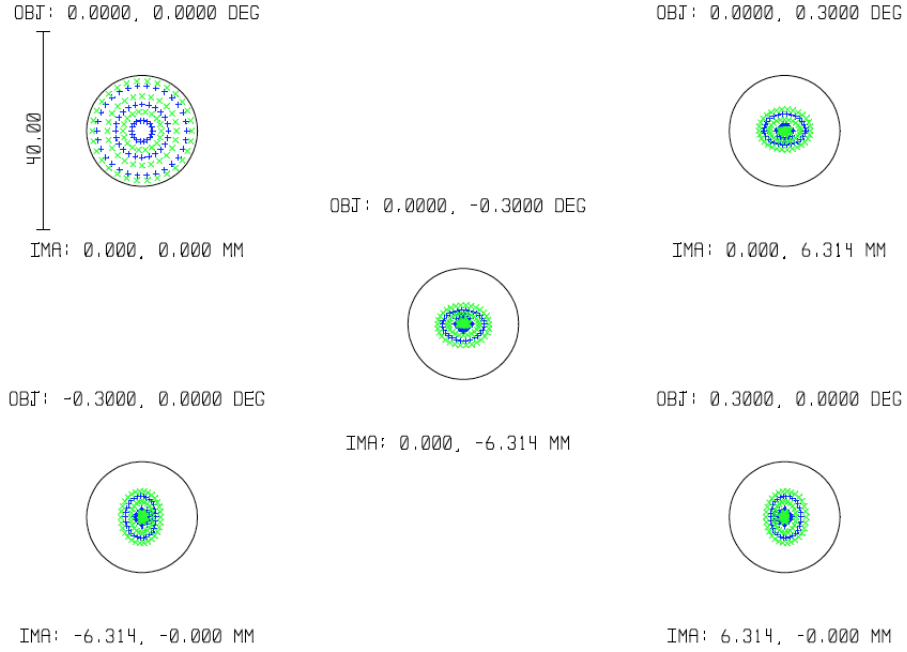 OBJ: 0.0000, 0.0000 DEG
OBJ: 0.0000, 0.3000 DEG
40.00
OBJ: 0.0000, -0.3000 DEG
IMA: 0.000, 0.000 MM
IMA: 0.000, 6.314 MM
OBJ: -0.3000, 0.0000 DEG
OBJ: 0.3000, 0.0000 DEG
IMA: 0.000, -6.314 MM
IMA: -6.314, -0.000 MM
IMA: 6.314, -0.000 MM